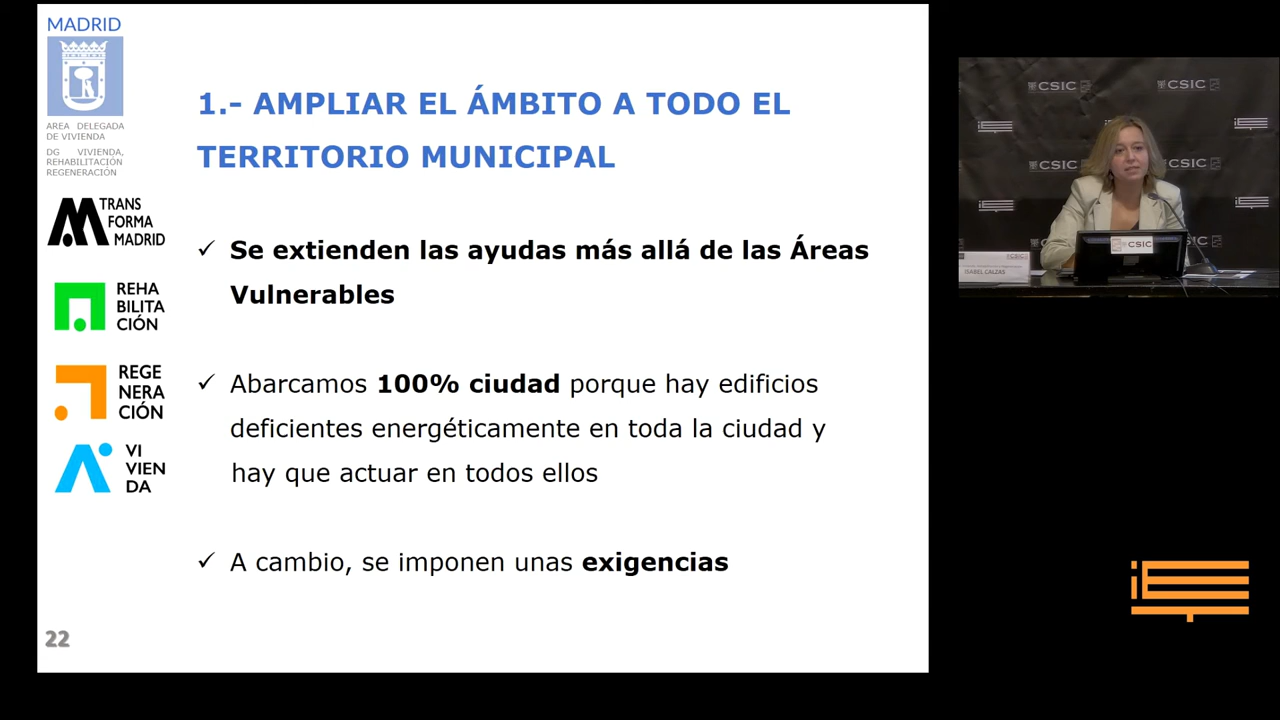 MADRID
AREA DELEGADA
DE VIVIENDA
DG VIVIENDA,
REHABILITACIÓN
REGENERACIÓN
TRANS
FORMA
MADRID
REHA
BILITA
CIÓN
REGE
NERA
CIÓN
VI
VIEN
DA
1.- AMPLIAR EL ÁMBITO A TODO EL
TERRITORIO MUNICIPAL
✓ Se extienden las ayudas más allá de las Áreas
Vulnerables
✓ Abarcamos 100% ciudad porque hay edificios
deficientes energéticamente en toda la ciudad y
hay que actuar en todos ellos
✓ A cambio, se imponen unas exigencias
22
CSIC
CSIC
CSIC
CSIC
CSIC
CSIC
ISABEL CALZAS